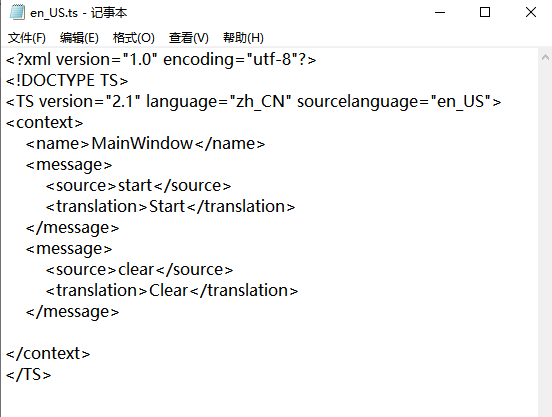 en_US.ts - 记事本
文件(F) 编辑(E) 格式(O) 查看(V) 帮助(H)
<?xml version="1.0" encoding="utf-8"?>
<!DOCTYPE TS>
<TS version="2.1" language="zh_CN" sourcelanguage="en_US">
<context>
    <name>MainWindow</name>
    <message>
        <source>start</source>
        <translation>Start</translation>
    </message>
    <message>
        <source>clear</source>
        <translation>Clear</translation>
    </message>

</context>
</TS>